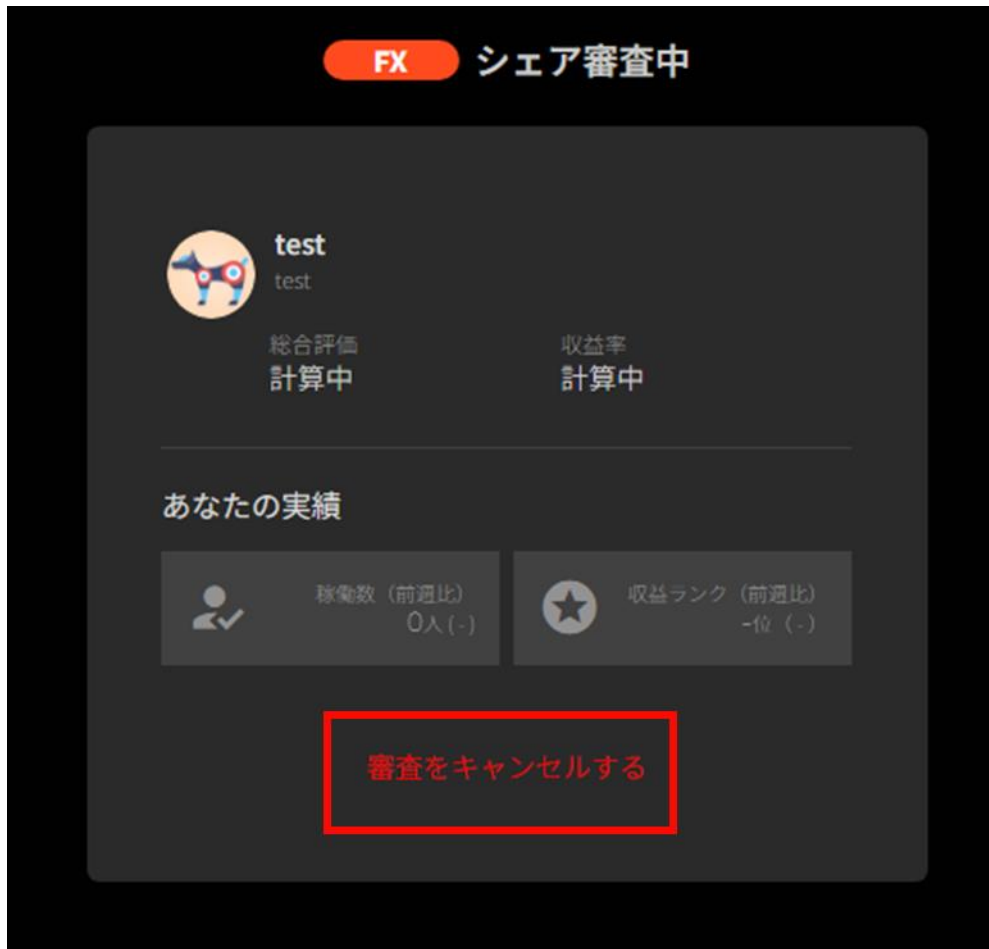 FX シェア審査中
test
test
総合評価 収益率
計算中 計算中
あなたの実績
稼働数（前週比） 収益ランク（前週比）
0人 ( - ) -位 （ - ）
審査をキャンセルする